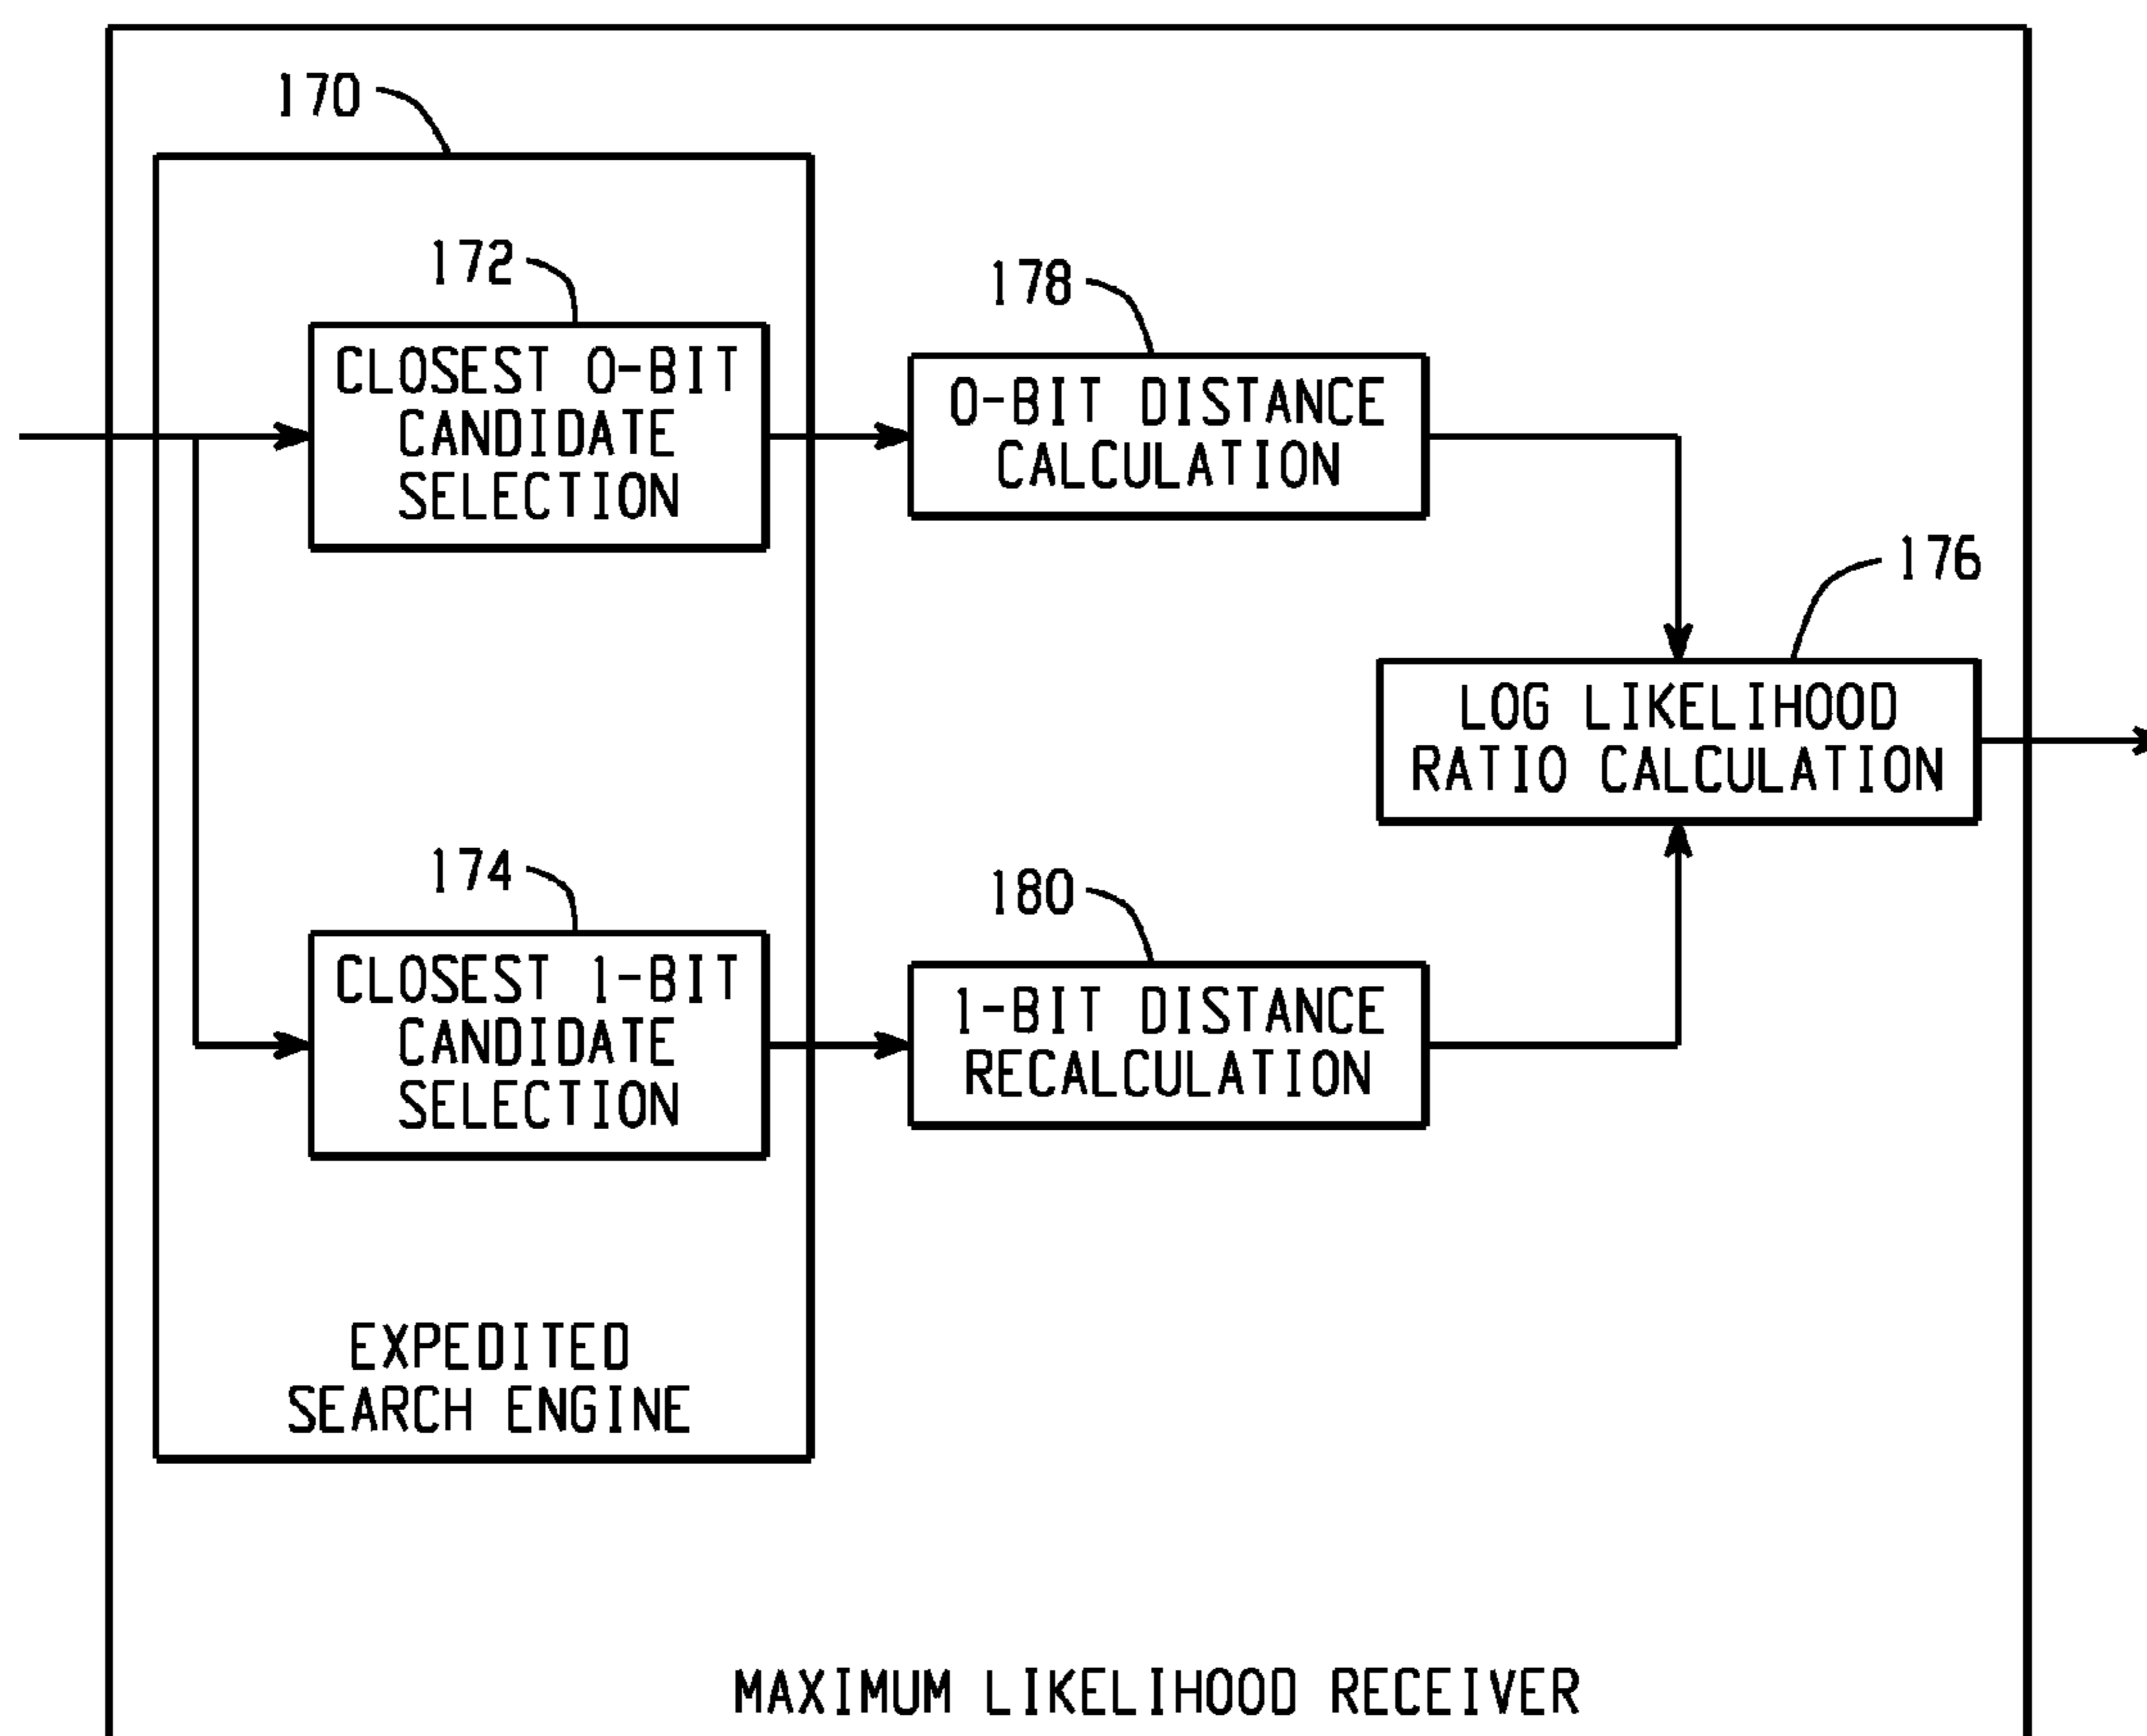 170
172
CLOSEST 0-BIT
CANDIDATE
SELECTION
178
0-BIT DISTANCE
CALCULATION
176
LOG LIKELIHOOD
RATIO CALCULATION
174
CLOSEST 1-BIT
CANDIDATE
SELECTION
180
1-BIT DISTANCE
RECALCULATION
EXPEDITED
SEARCH ENGINE
MAXIMUM LIKELIHOOD RECEIVER